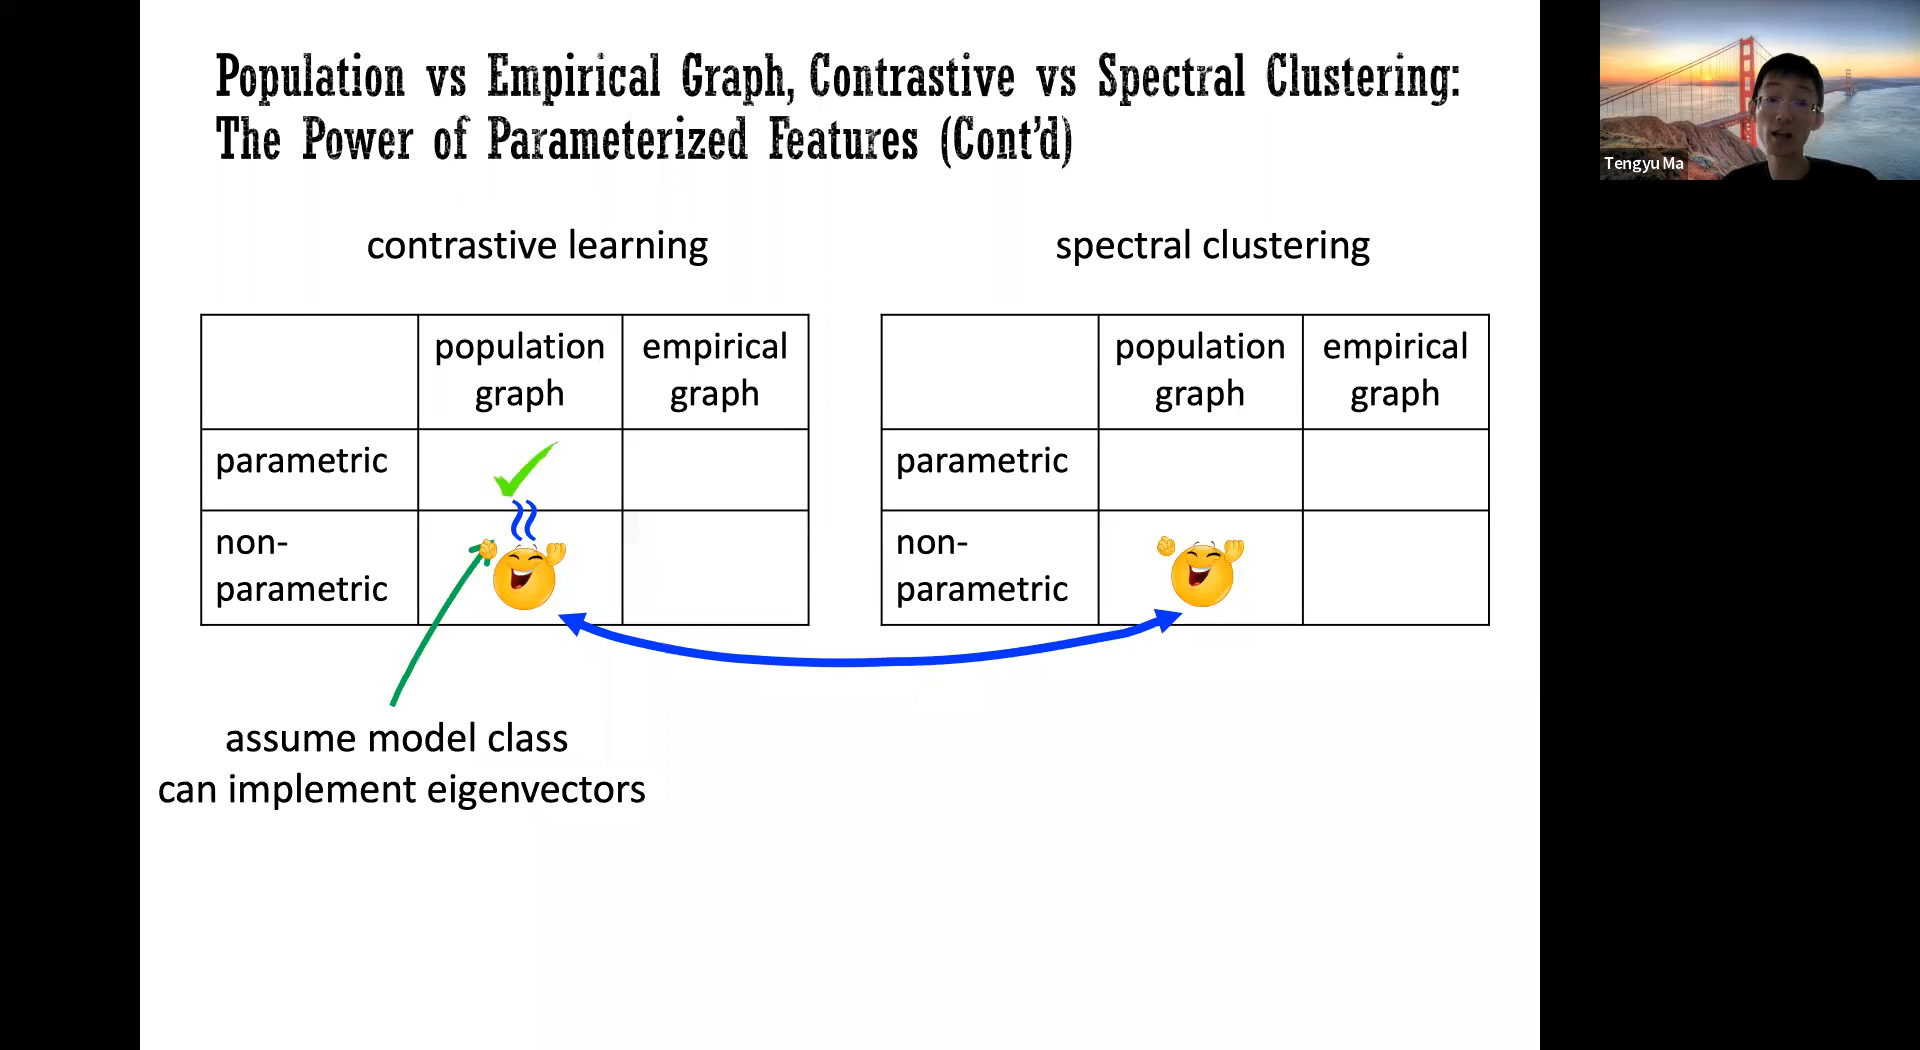 Population vs Empirical Graph, Contrastive vs Spectral Clustering:
The Power of Parameterized Features (Cont'd)
Tengyu Ma
contrastive learning
population
graph
empirical
graph
parametric
non-
parametric
spectral clustering
population
graph
empirical
graph
parametric
non-
parametric
assume model class
can implement eigenvectors